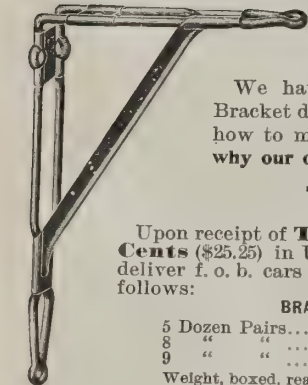 We ha
Bracket d
how to m
why our o
Upon receipt of
Cents ($25.25) in
deliver f. o. b. cars
follows:
BRA
5 Dozen Pairs...
8 " " ...
9 " " ...
Weight, boxed, rea